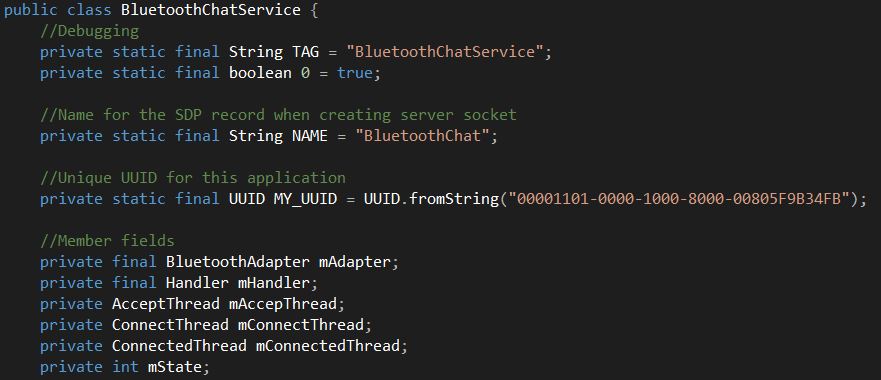 public class BluetoothChatService {
//Debugging
private static final String TAG = "BluetoothChatService";
private static final boolean 0 = true;
//Name for the SDP record when creating server socket
private static final String NAME = "BluetoothChat";
//Unique UUID for this application
private static final UUID MY_UUID = UUID.fromString("00001101-0000-1000-8000-00805F9B34FB");
//Member fields
private final BluetoothAdapter mAdapter;
private final Handler mHandler;
private AcceptThread mAccepThread;
private ConnectThread mConnectThread;
private ConnectedThread mConnectedThread;
private int mState;